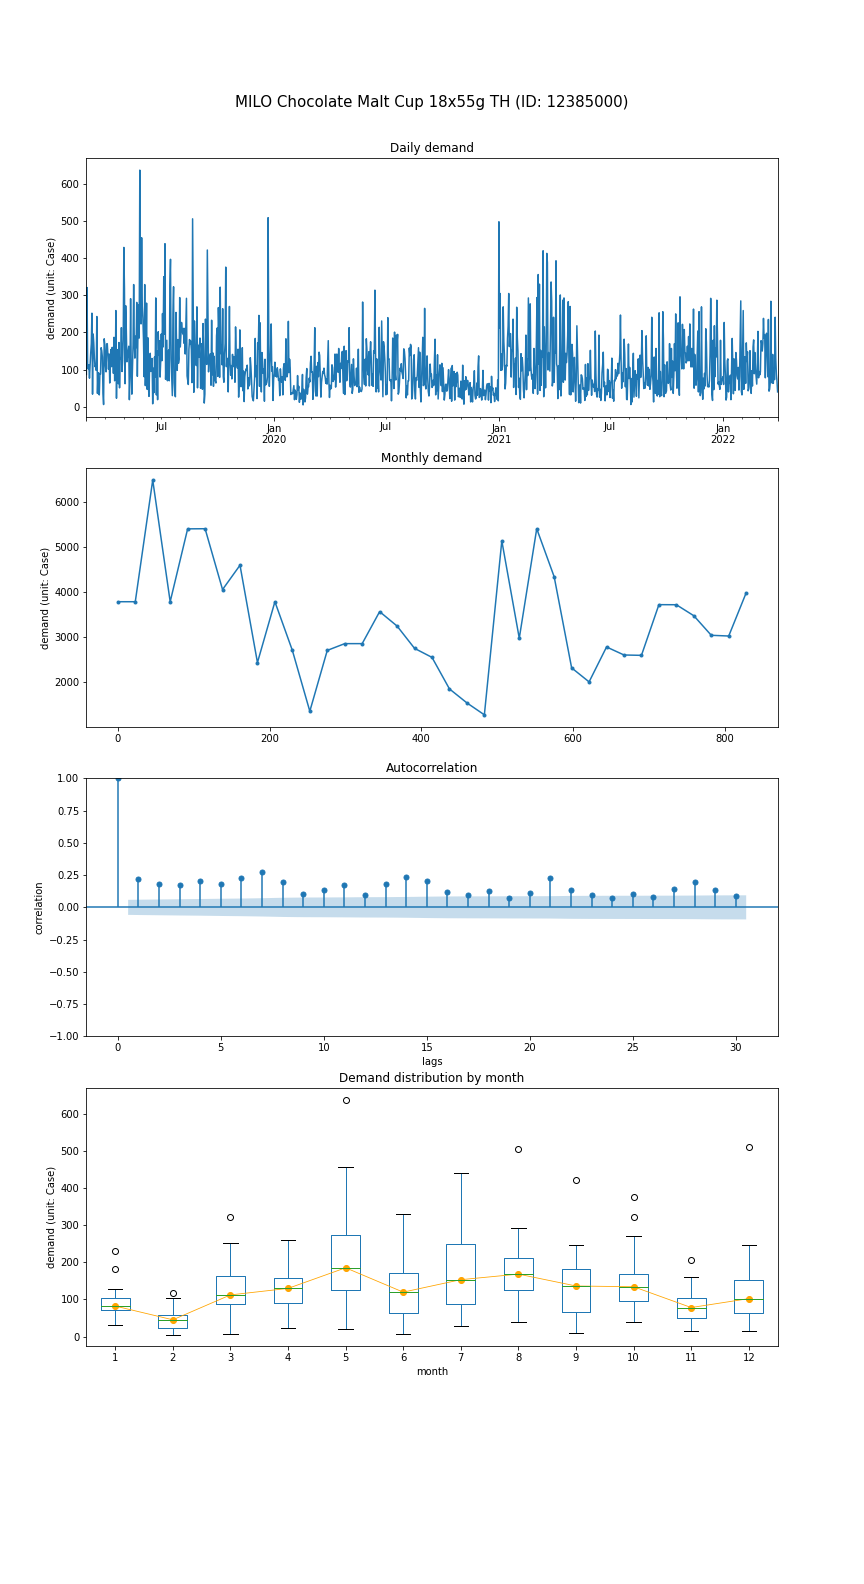 MILO Chocolate Malt Cup 18x55g TH (ID: 12385000)
Daily demand
demand (unit: Case)
600
500
400
300
200
100
0
Jul
Jan
2020
Jul
Jan
2021
Jul
Jan
2022
Monthly demand
demand (unit: Case)
6000
5000
4000
3000
2000
0 200 400 600 800
Autocorrelation
correlation
1.00
0.75
0.50
0.25
0.00
−0.25
−0.50
−0.75
−1.00
0 5 10 15 20 25 30
lags
Demand distribution by month
demand (unit: Case)
600
500
400
300
200
100
0
1 2 3 4 5 6 7 8 9 10 11 12
month